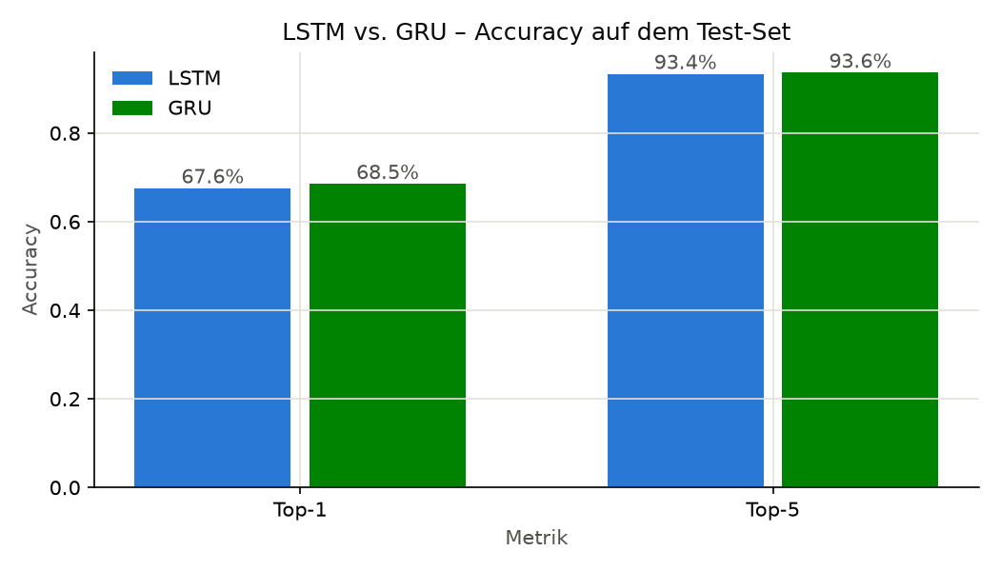 LSTM vs. GRU – Accuracy auf dem Test-Set
LSTM
GRU
67.6%
68.5%
93.4%
93.6%
0.8
0.6
0.4
0.2
0.0
Accuracy
Top-1
Top-5
Metrik